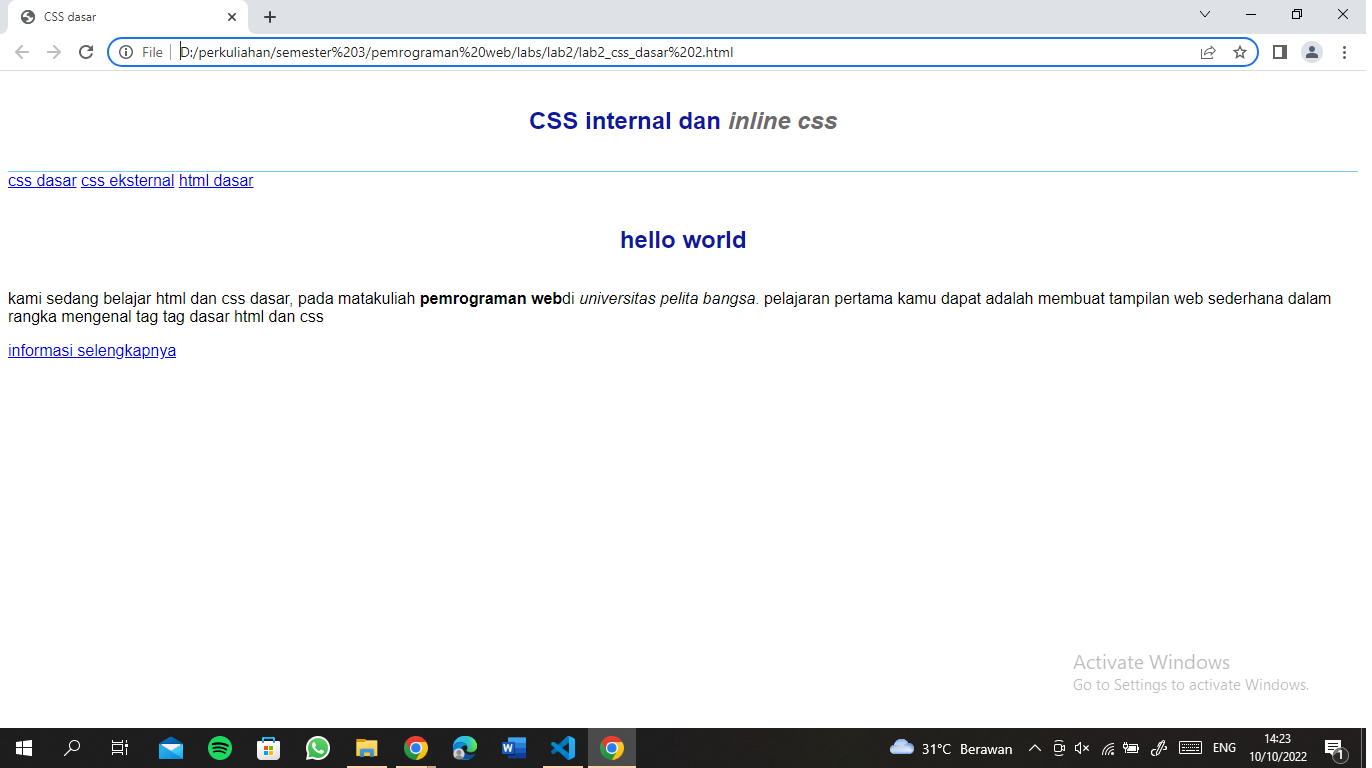 CSS dasar
File
D:/perkuliahan/semester%203/pemrograman%20web/labs/lab2/lab2_css_dasar%202.html
CSS internal dan inline css
css dasar css eksternal html dasar
hello world
kami sedang belajar html dan css dasar, pada matakuliah pemrograman webdi universitas pelita bangsa. pelajaran pertama kamu dapat adalah membuat tampilan web sederhana dalam
rangka mengenal tag tag dasar html dan css
informasi selengkapnya
Activate Windows
Go to Settings to activate Windows.
31°C Berawan
ENG
14:23
10/10/2022
1